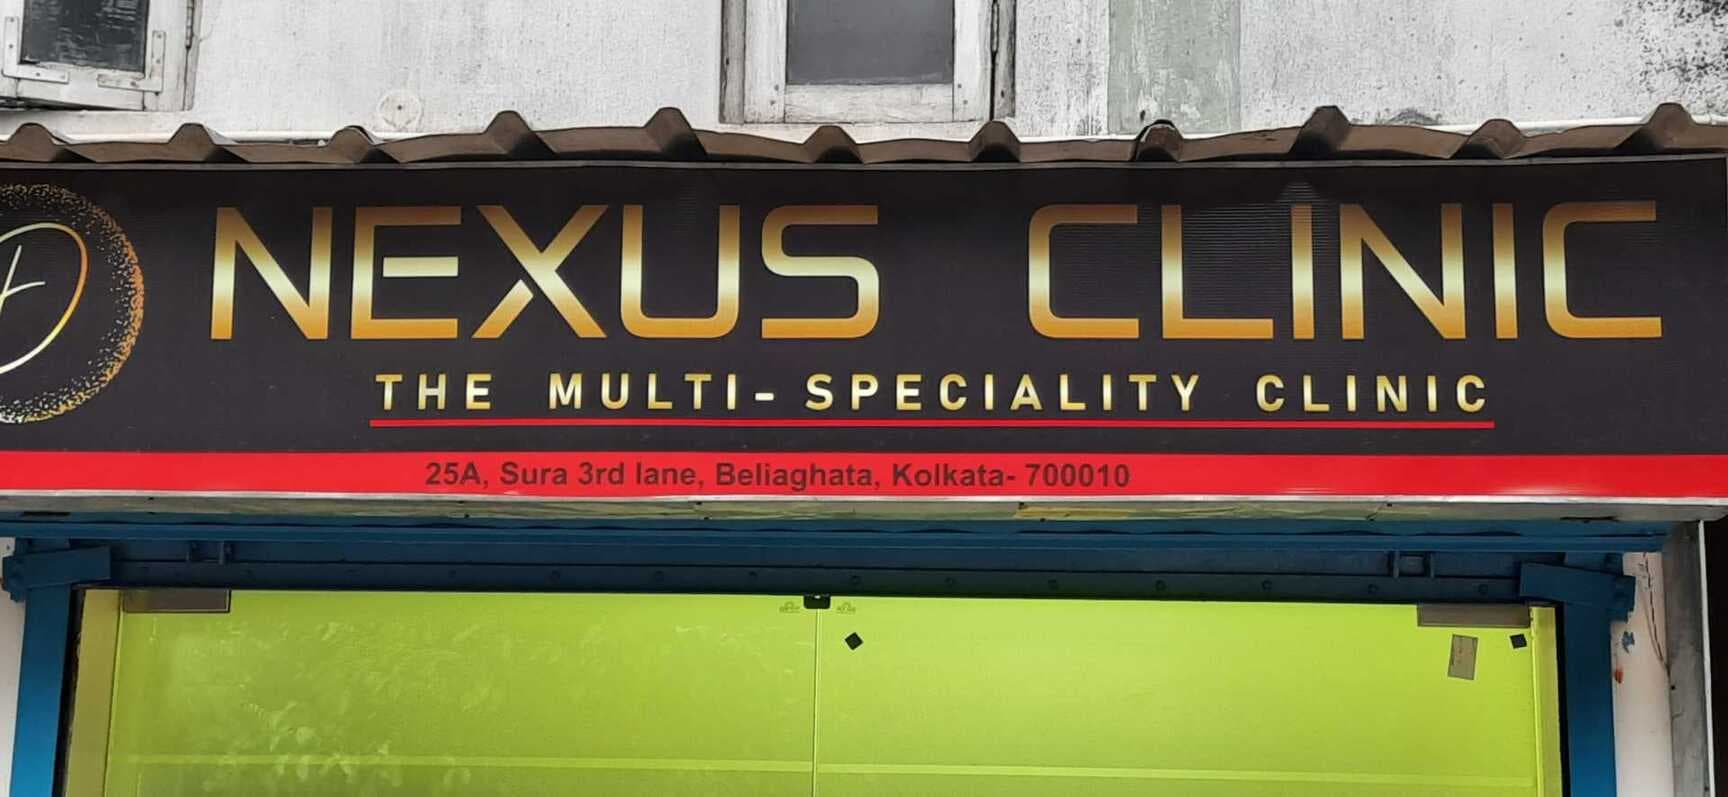 NEXUS CLINIC
THE MULTI-SPECIALITY CLINIC
25A, Sura 3rd lane, Beliaghata, Kolkata- 700010